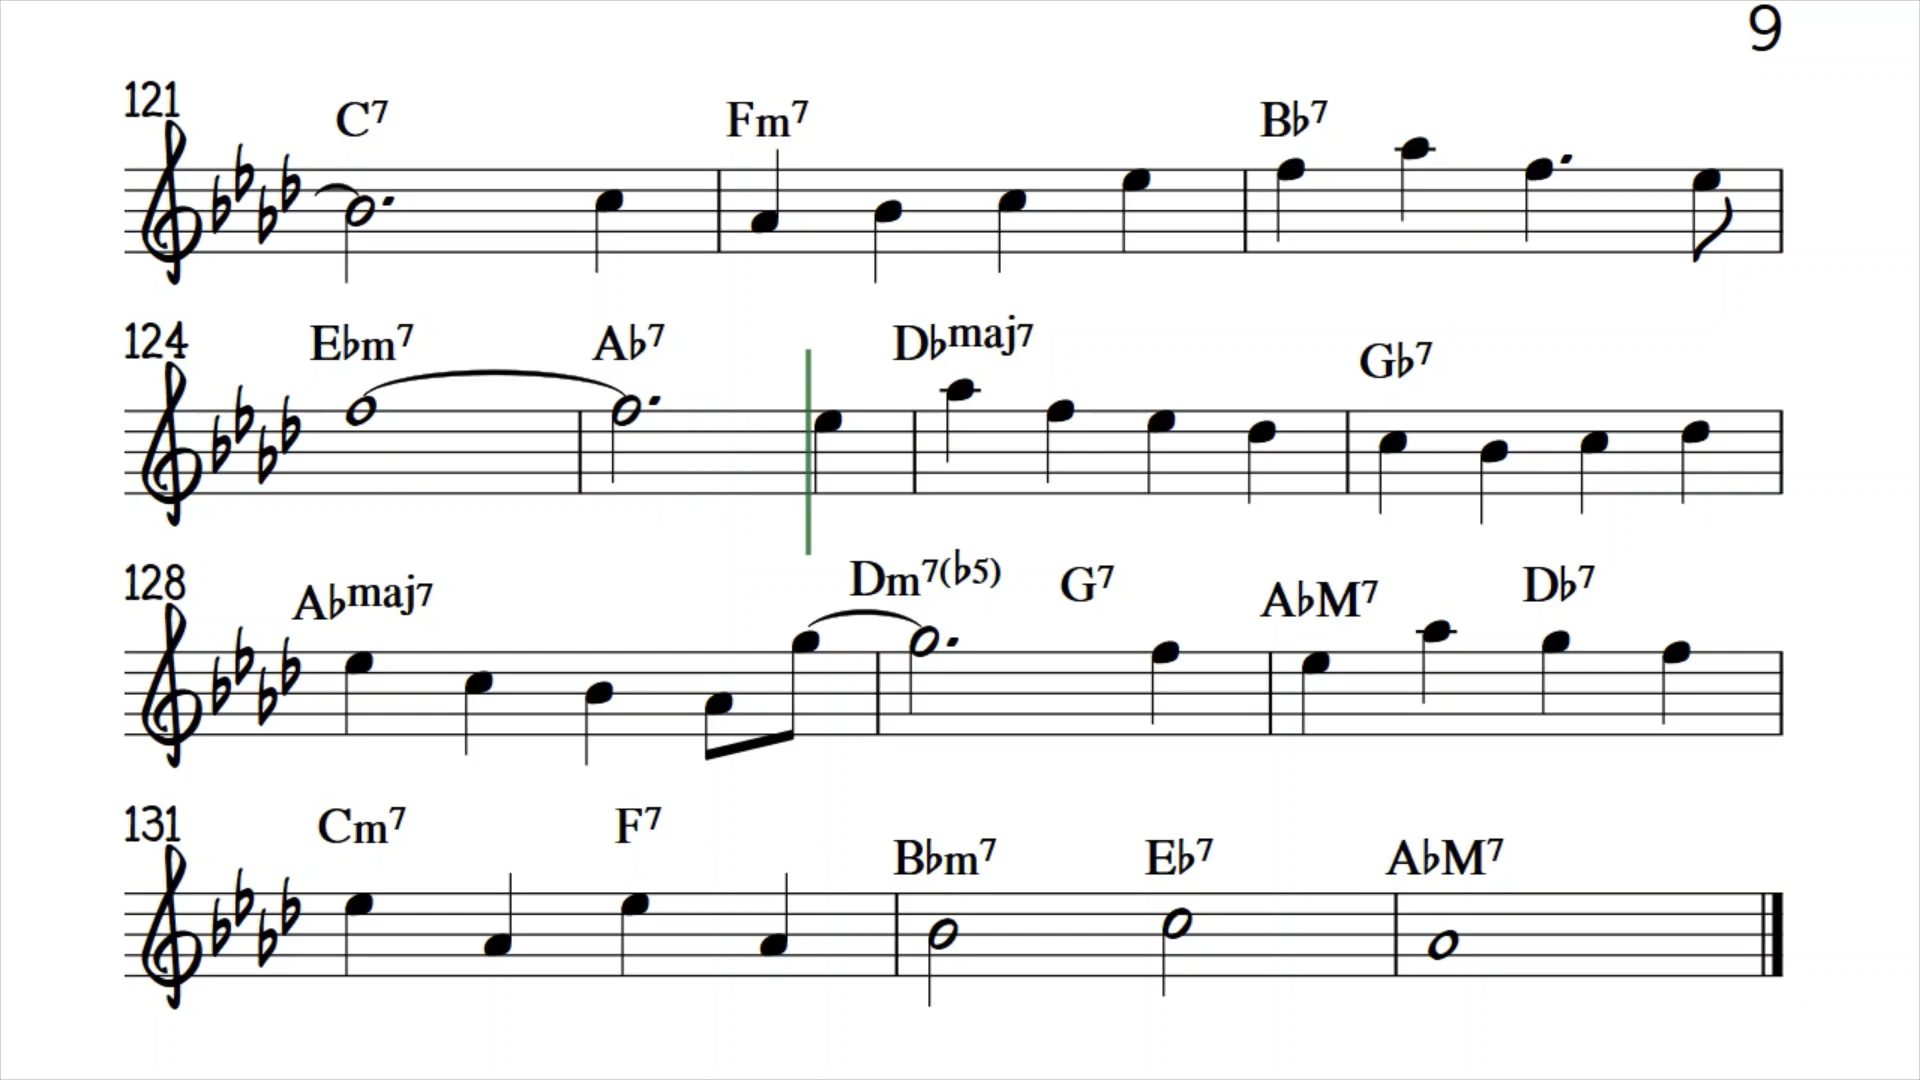 9
121 C7 Fm7 B♭7
124 E♭m7 A♭7 D♭maj7 G♭7
128 A♭maj7 Dm7(♭5) G7 A♭M7 D♭7
131 Cm7 F7 B♭m7 E♭7 A♭M7